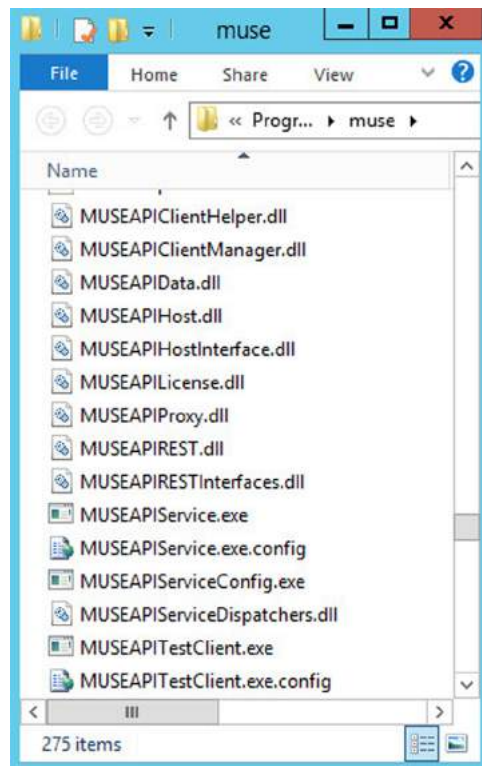 muse
File Home Share View
« Progr... muse
Name
MUSEAPIClientHelper.dll
MUSEAPIClientManager.dll
MUSEAPIData.dll
MUSEAPIHost.dll
MUSEAPIHostInterface.dll
MUSEAPILicense.dll
MUSEAPIProxy.dll
MUSEAPIREST.dll
MUSEAPIRESTInterfaces.dll
MUSEAPIService.exe
MUSEAPIService.exe.config
MUSEAPIServiceConfig.exe
MUSEAPIServiceDispatchers.dll
MUSEAPITestClient.exe
MUSEAPITestClient.exe.config
275 items